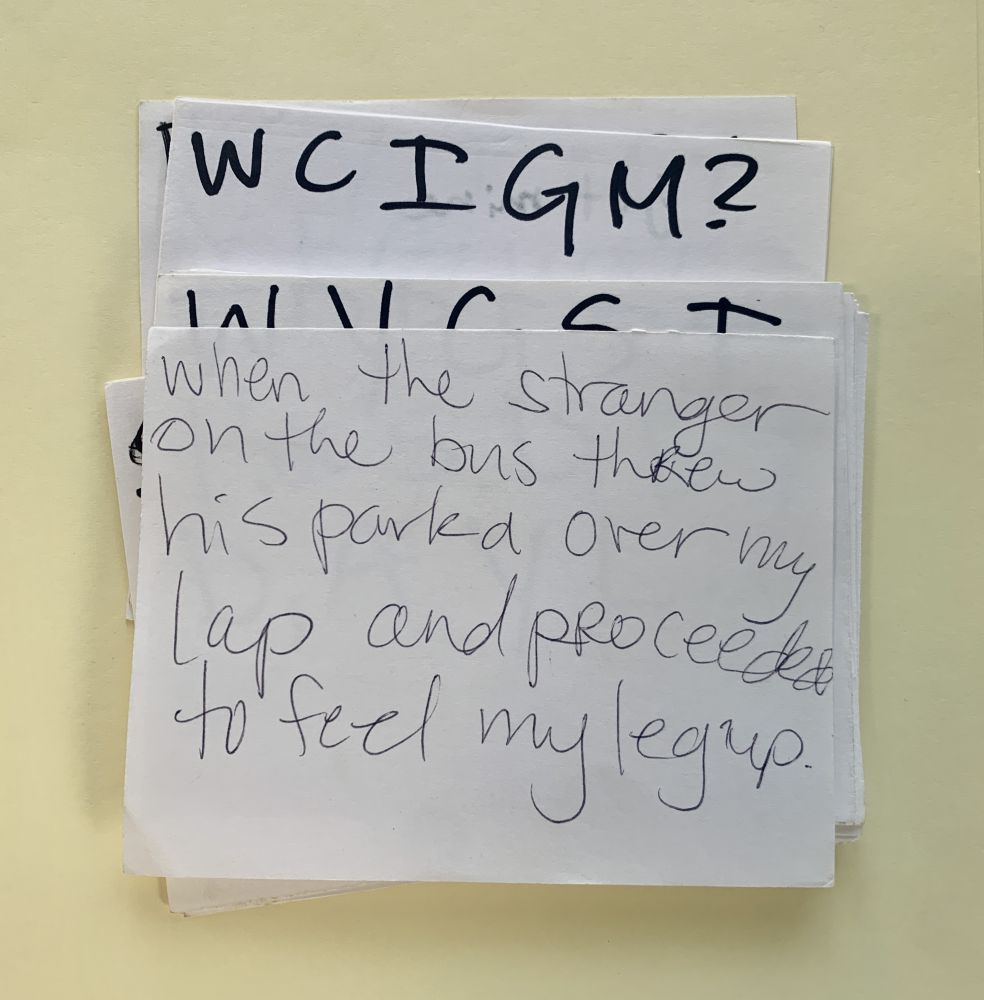 WCIGM?
when the stranger
on the bus threw
his parka over my
lap and proceeded
to feel my leg up.